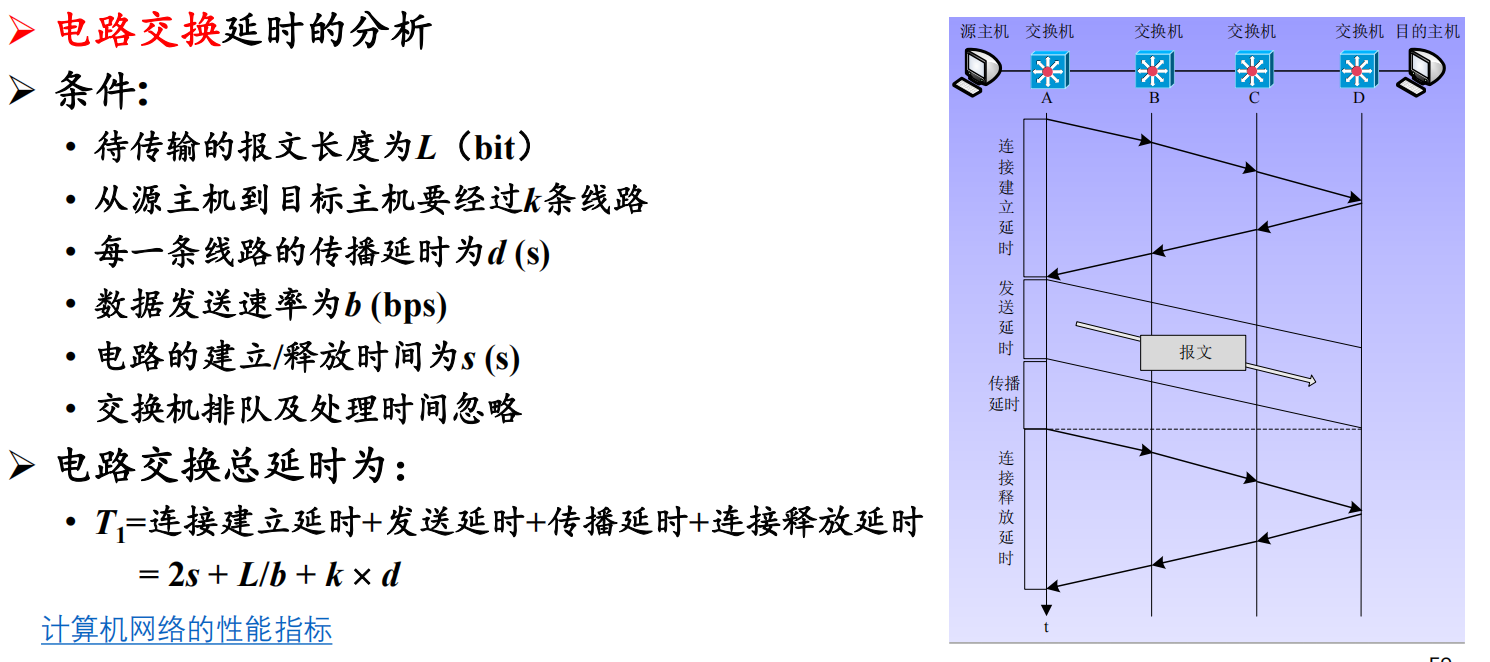 ➢ 电路交换延时的分析
➢ 条件:
• 待传输的报文长度为L（bit）
• 从源主机到目标主机要经过k条线路
• 每一条线路的传播延时为d (s)
• 数据发送速率为b (bps)
• 电路的建立/释放时间为s (s)
• 交换机排队及处理时间忽略
➢ 电路交换总延时为：
• T1=连接建立延时+发送延时+传播延时+连接释放延时
= 2s + L/b + k × d
计算机网络的性能指标
源主机 交换机 交换机 交换机 交换机 目的主机
A B C D
连接建立延时
发送延时
报文
传播
延时
连接释放延时
t